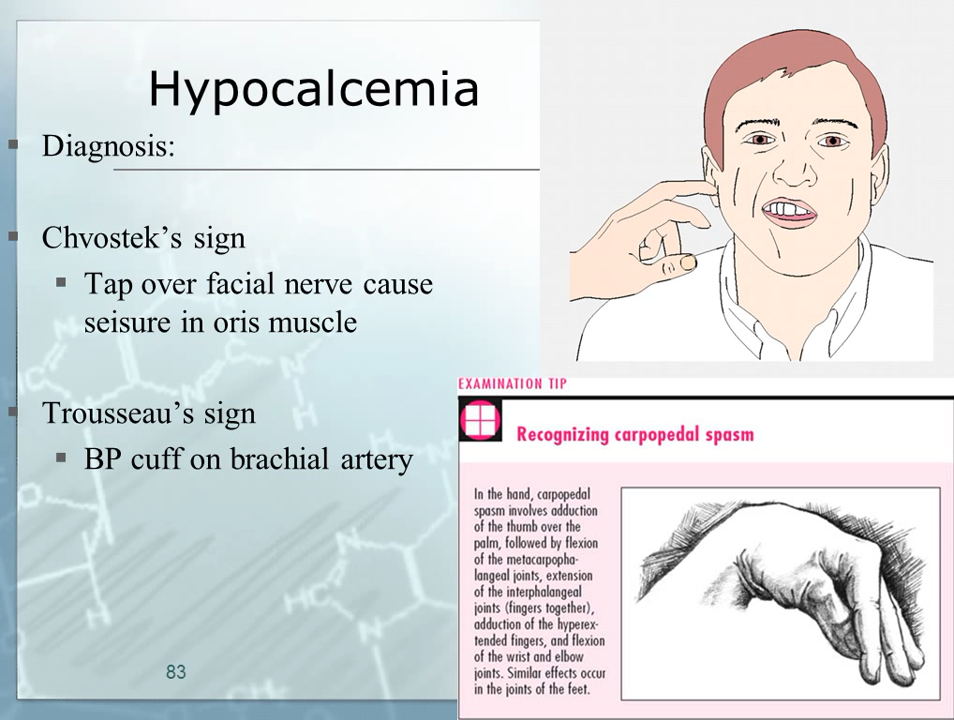 Hypocalcemia
Diagnosis:
Chvostek’s sign
Tap over facial nerve cause
seisure in oris muscle
Trousseau’s sign
BP cuff on brachial artery
83
EXAMINATION TIP
Recognizing carpopedal spasm
In the hand, carpopedal
spasm involves adduction
of the thumb over the
palm, followed by flexion
of the metacarpopha-
langeal joints, extension
of the interphalangeal
joints (fingers together),
adduction of the hyperex-
tended fingers, and flexion
of the wrist and elbow
joints. Similar effects occur
in the joints of the feet.